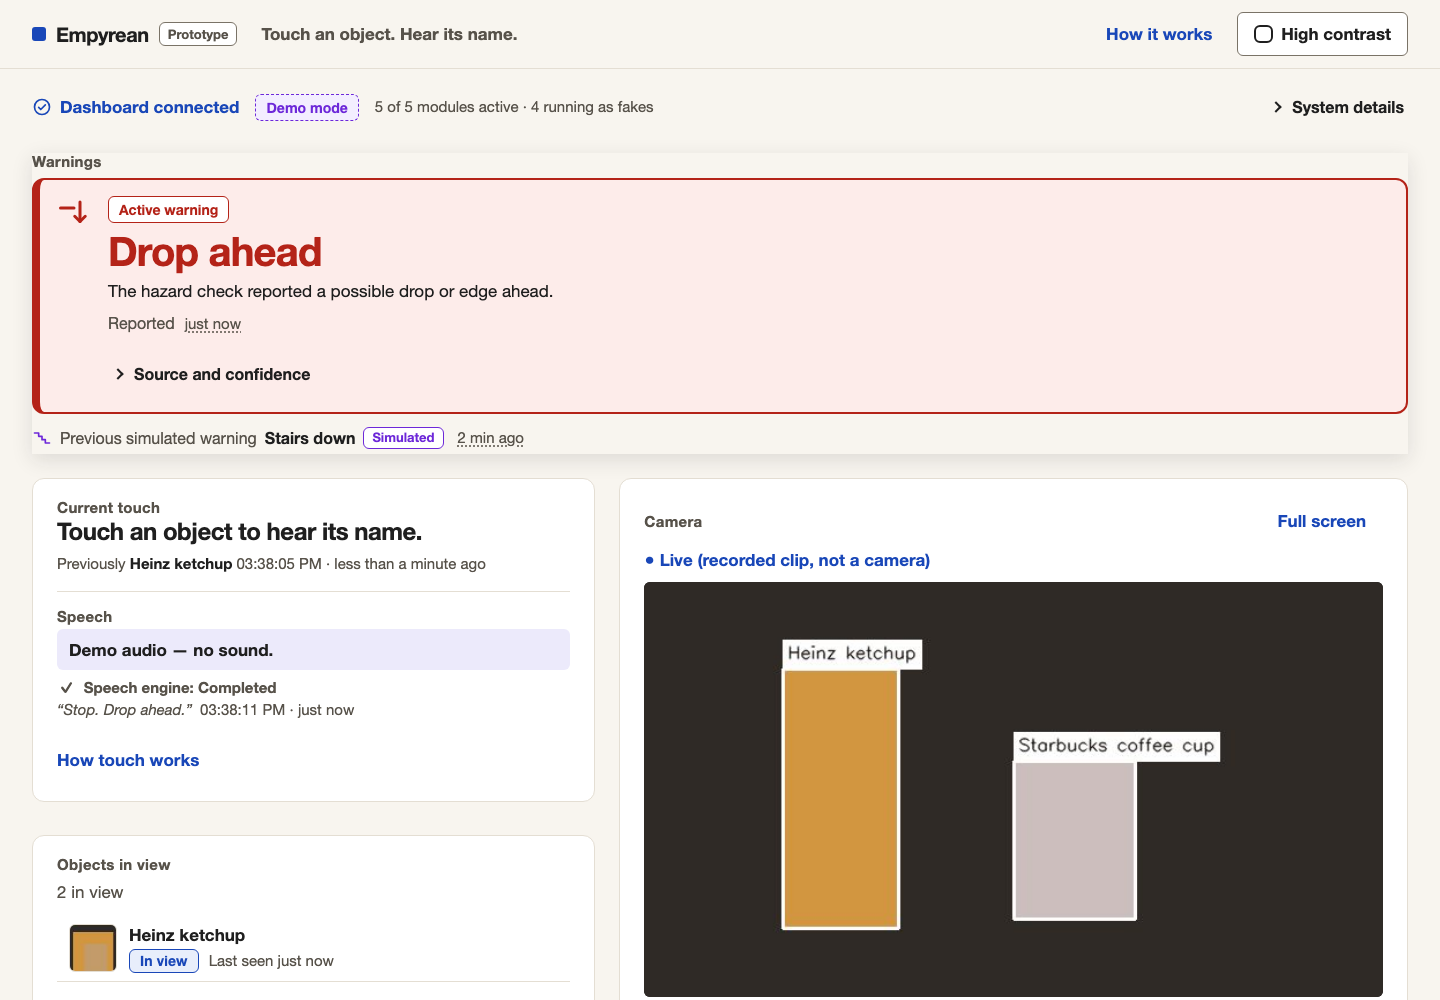 Empyrean Prototype Touch an object. Hear its name. How it works High contrast
Dashboard connected Demo mode 5 of 5 modules active · 4 running as fakes System details
Warnings
Active warning
Drop ahead
The hazard check reported a possible drop or edge ahead.
Reported just now
Source and confidence
Previous simulated warning Stairs down Simulated 2 min ago
Current touch
Touch an object to hear its name.
Previously Heinz ketchup 03:38:05 PM · less than a minute ago
Speech
Demo audio — no sound.
Speech engine: Completed
“Stop. Drop ahead.” 03:38:11 PM · just now
How touch works
Objects in view
2 in view
Heinz ketchup
In view Last seen just now
Camera Full screen
Live (recorded clip, not a camera)
Heinz ketchup
Starbucks coffee cup